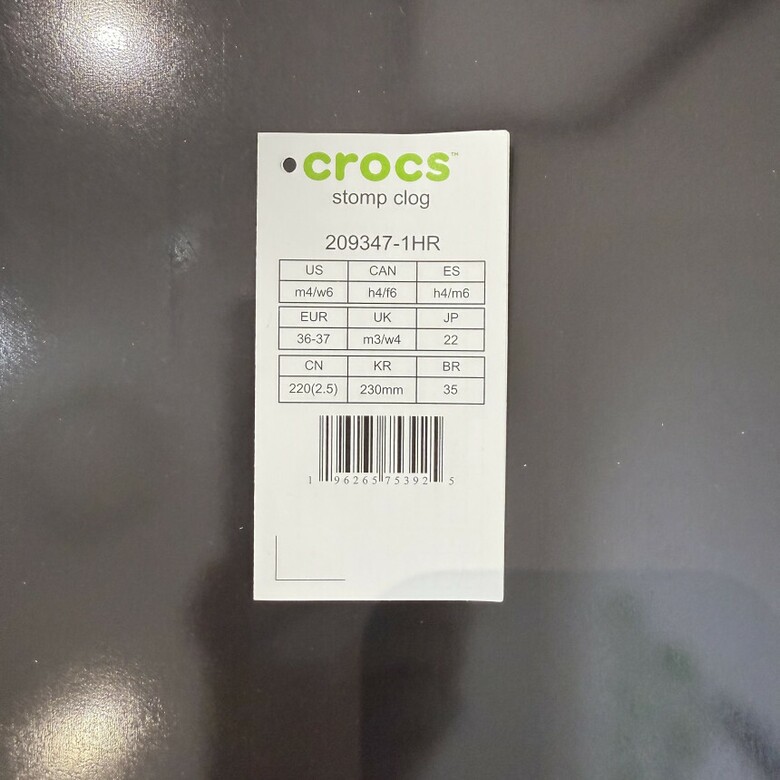 crocs™
stomp clog
209347-1HR
US CAN ES
m4/w6 h4/f6 h4/m6
EUR UK JP
36-37 m3/w4 22
CN KR BR
220(2.5) 230mm 35
1 96265 75392 5